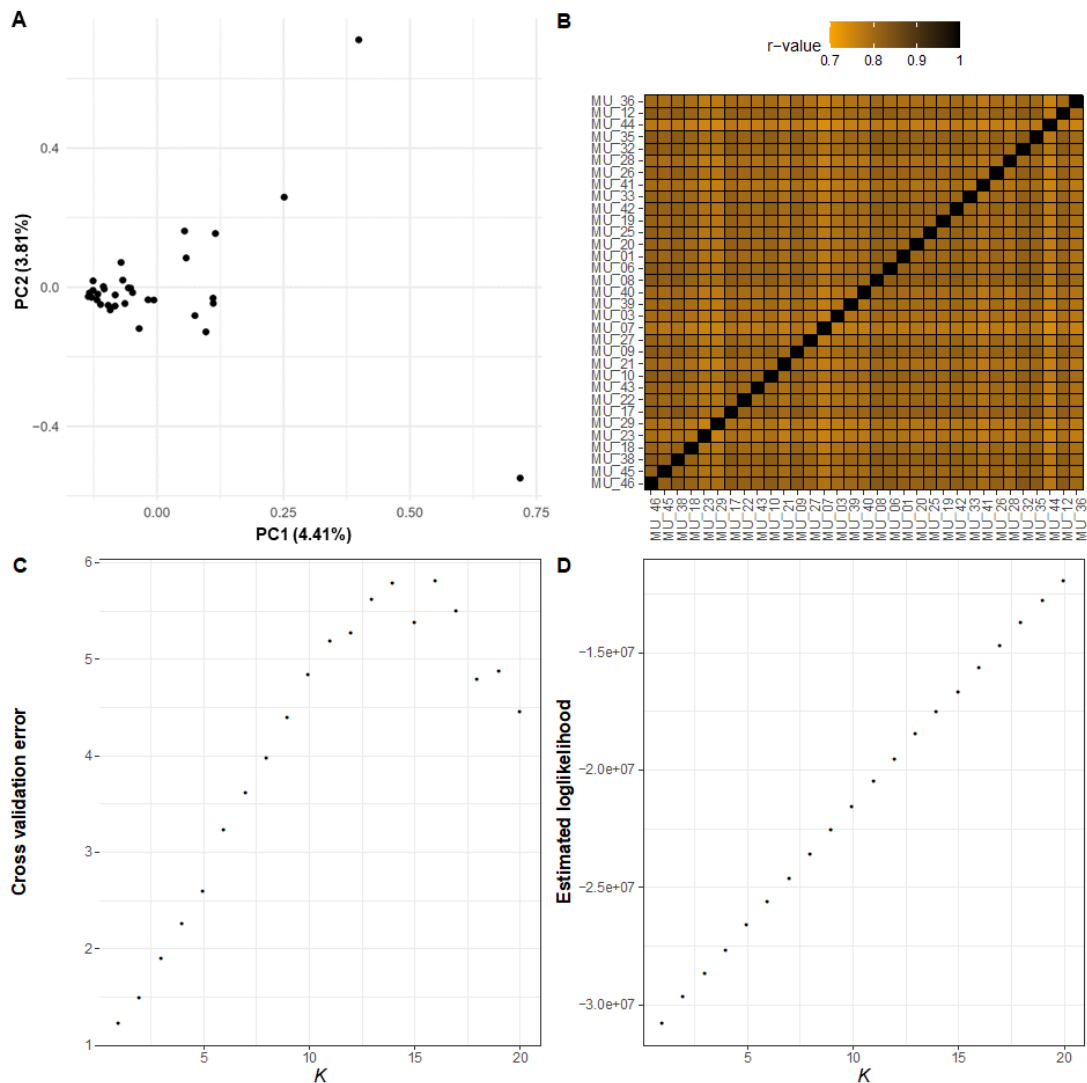 A
PC2 (3.81%)
0.4
0.0
−0.4
0.00
0.25
0.50
0.75
PC1 (4.41%)
B
r−value
0.7
0.8
0.9
1
MU_36
MU_12
MU_44
MU_35
MU_32
MU_28
MU_26
MU_41
MU_33
MU_42
MU_19
MU_25
MU_20
MU_01
MU_06
MU_08
MU_40
MU_39
MU_03
MU_07
MU_27
MU_09
MU_21
MU_10
MU_43
MU_22
MU_17
MU_29
MU_23
MU_18
MU_38
MU_45
MU_46
MU_46
MU_45
MU_38
MU_18
MU_23
MU_29
MU_17
MU_22
MU_43
MU_10
MU_21
MU_09
MU_27
MU_07
MU_03
MU_39
MU_40
MU_08
MU_06
MU_01
MU_20
MU_25
MU_19
MU_42
MU_33
MU_41
MU_26
MU_28
MU_32
MU_35
MU_44
MU_12
MU_36
C
Cross validation error
6
5
4
3
2
1
5
10
15
20
K
D
Estimated loglikelihood
−1.5e+07
−2.0e+07
−2.5e+07
−3.0e+07
5
10
15
20
K